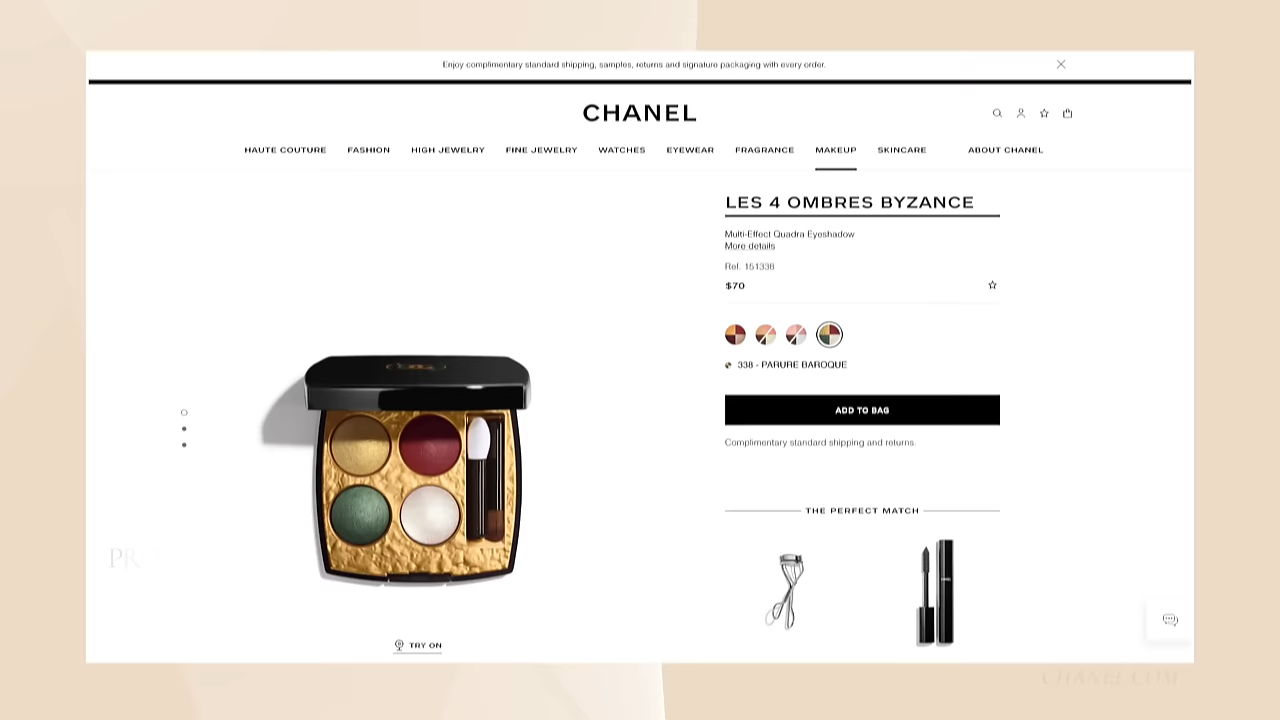 Enjoy complimentary standard shipping, samples, returns and signature packaging with every order.
CHANEL
HAUTE COUTURE FASHION HIGH JEWELRY FINE JEWELRY WATCHES EYEWEAR FRAGRANCE MAKEUP SKINCARE ABOUT CHANEL
LES 4 OMBRES BYZANCE
Multi-Effect Quadra Eyeshadow
More details
Ref. 151338
$70
338 - PARURE BAROQUE
ADD TO BAG
Complimentary standard shipping and returns.
THE PERFECT MATCH
TRY ON
CHANEL.COM